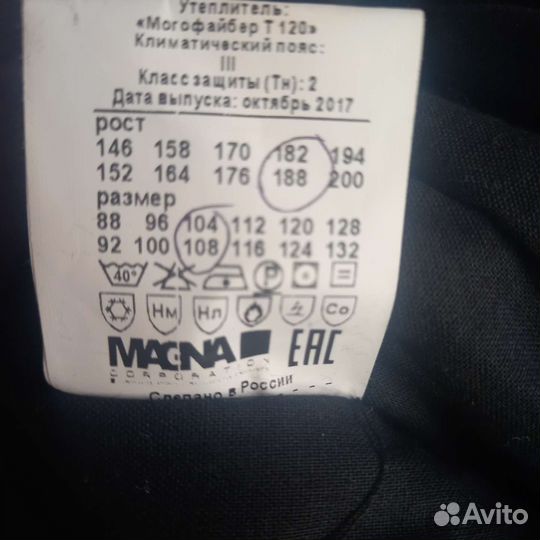 Утеплитель:
«Могофайбер Т 120»
Климатический пояс:
III
Класс защиты (Тн): 2
Дата выпуска: октябрь 2017
рост
146 158 170 182 194
152 164 176 188 200
размер
88 96 104 112 120 128
92 100 108 116 124 132
40°
P
Нм Нл Со
MAGNA EAC
CORPORATION
Сделано в России
Avito